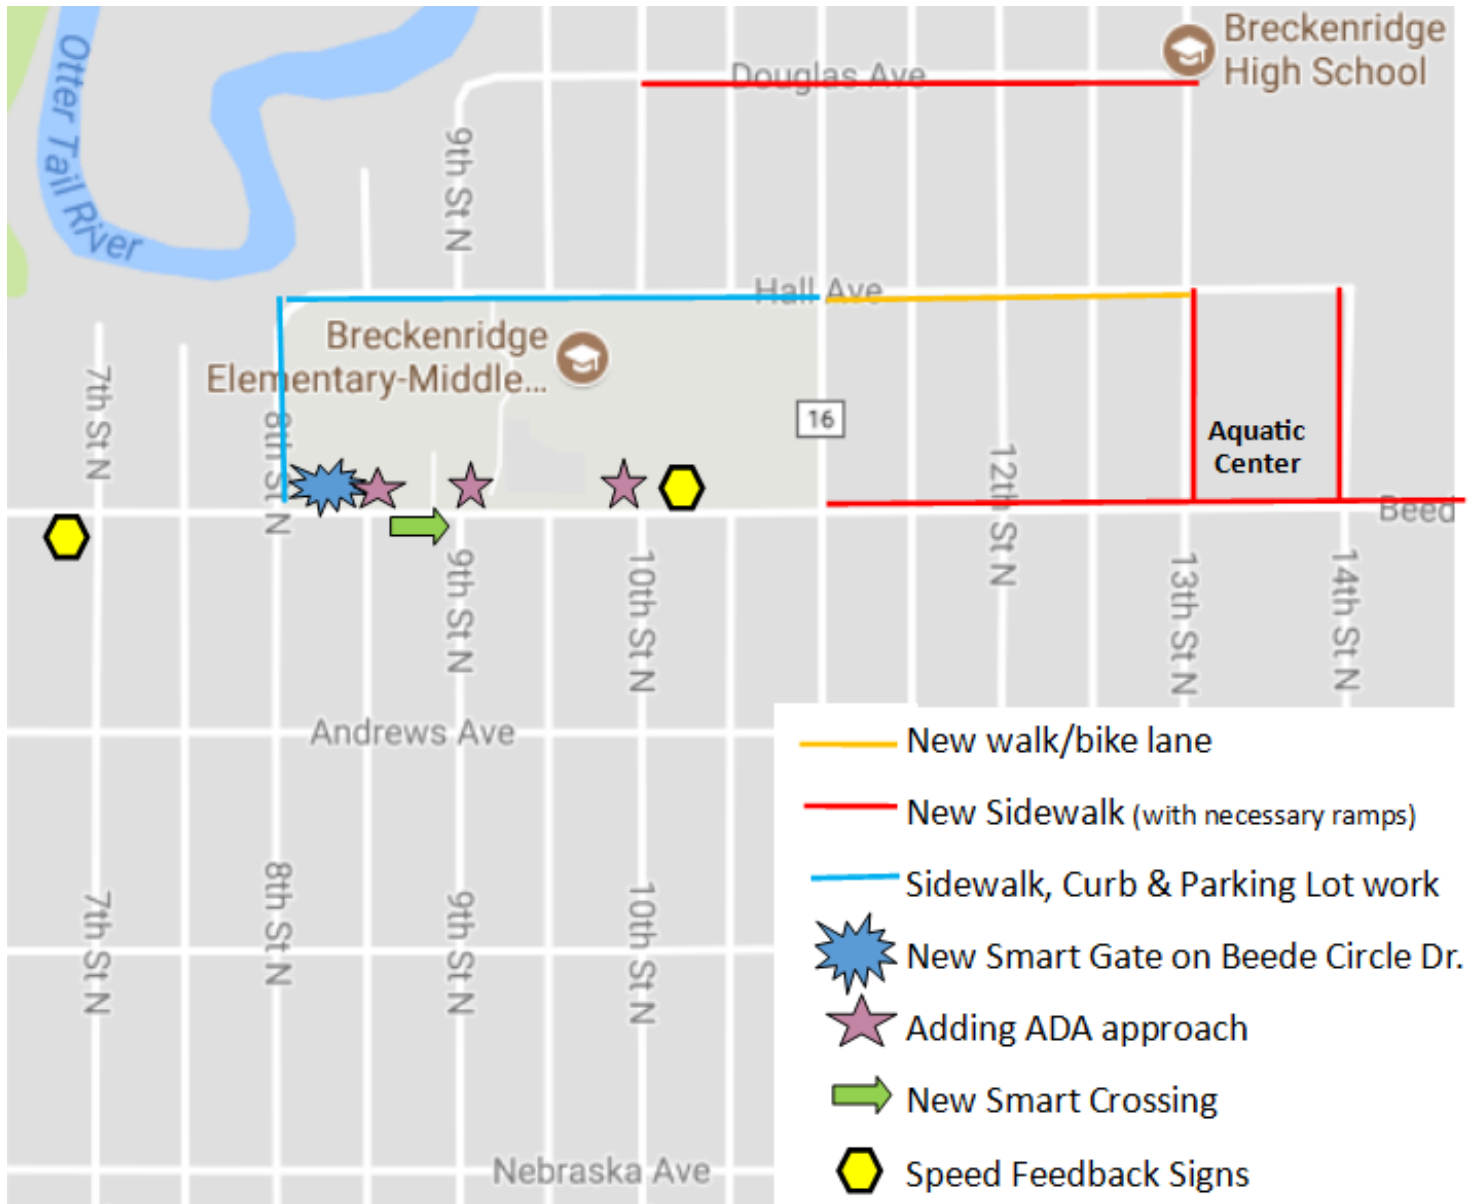 Breckenridge
High School
Douglas Ave
Otter Tail River
9th St N
Hall Ave
Breckenridge
Elementary-Middle...
7th St N
8th St N
16
Aquatic
Center
12th St N
Beed
9th St N
10th St N
13th St N
14th St N
Andrews Ave
New walk/bike lane
New Sidewalk (with necessary ramps)
Sidewalk, Curb & Parking Lot work
7th St N
8th St N
9th St N
10th St N
New Smart Gate on Beede Circle Dr.
Adding ADA approach
New Smart Crossing
Nebraska Ave
Speed Feedback Signs